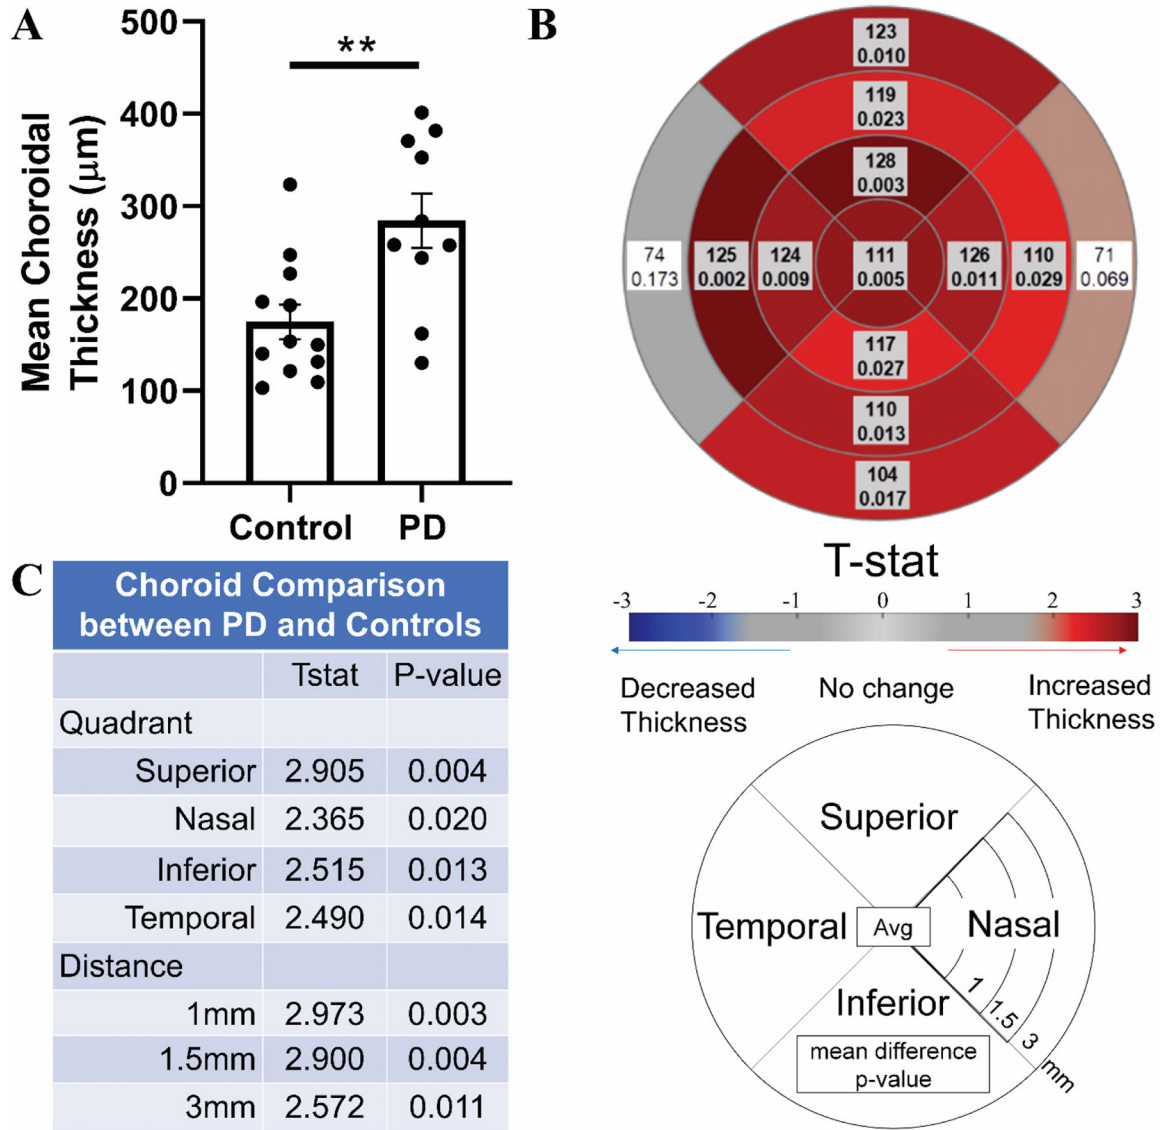 A
Mean Choroidal
Thickness (μm)
500
400
300
200
100
0
**
Control PD
B
123
0.010
119
0.023
128
0.003
74
0.173
125
0.002
124
0.009
111
0.005
126
0.011
110
0.029
71
0.069
117
0.027
110
0.013
104
0.017
T-stat
-3 -2 -1 0 1 2 3
Decreased
Thickness
No change
Increased
Thickness
Superior
Temporal
Avg
Nasal
Inferior
1
1.5
3
mm
mean difference
p-value
C
Choroid Comparison
between PD and Controls
Tstat P-value
Quadrant
Superior 2.905 0.004
Nasal 2.365 0.020
Inferior 2.515 0.013
Temporal 2.490 0.014
Distance
1mm 2.973 0.003
1.5mm 2.900 0.004
3mm 2.572 0.011